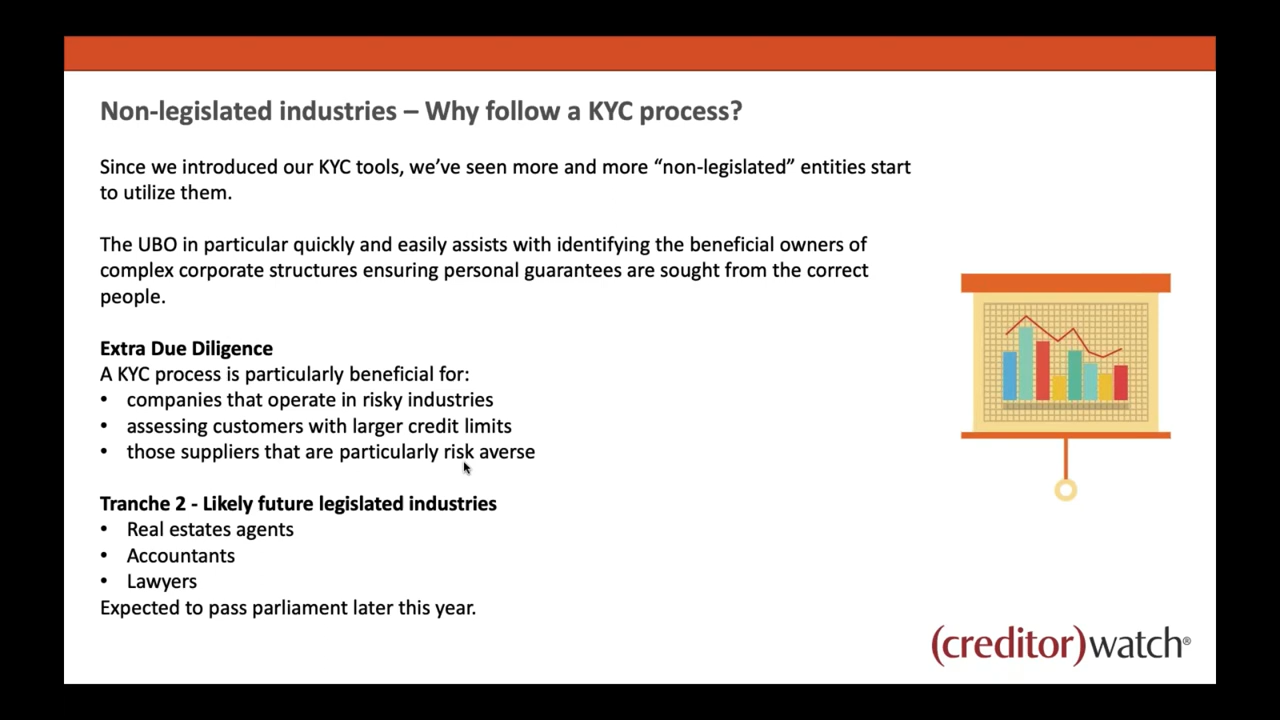 Non-legislated industries – Why follow a KYC process?
Since we introduced our KYC tools, we’ve seen more and more “non-legislated” entities start
to utilize them.
The UBO in particular quickly and easily assists with identifying the beneficial owners of
complex corporate structures ensuring personal guarantees are sought from the correct
people.
Extra Due Diligence
A KYC process is particularly beneficial for:
• companies that operate in risky industries
• assessing customers with larger credit limits
• those suppliers that are particularly risk averse
Tranche 2 - Likely future legislated industries
• Real estates agents
• Accountants
• Lawyers
Expected to pass parliament later this year.
(creditor)watch®